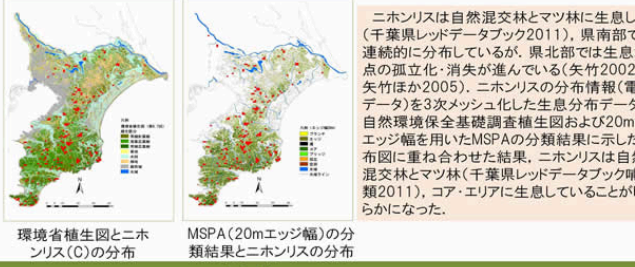 ニホンリスは自然混交林とマツ林に生息し
(千葉県レッドデータブック2011),県南部で
連続的に分布しているが,県北部では生息
点の孤立化・消失が進んでいる(矢竹2002
矢竹ほか2005).ニホンリスの分布情報(電
データ)を3次メッシュ化した生息分布データ
自然環境保全基礎調査植生図および20m
エッジ幅を用いたMSPAの分類結果に示した
布図に重ね合わせた結果,ニホンリスは自然
混交林とマツ林(千葉県レッドデータブック哺
類2011),コア・エリアに生息していることが
らかになった.
環境省植生図とニホ
ンリス(C)の分布
MSPA(20mエッジ幅)の分
類結果とニホンリスの分布